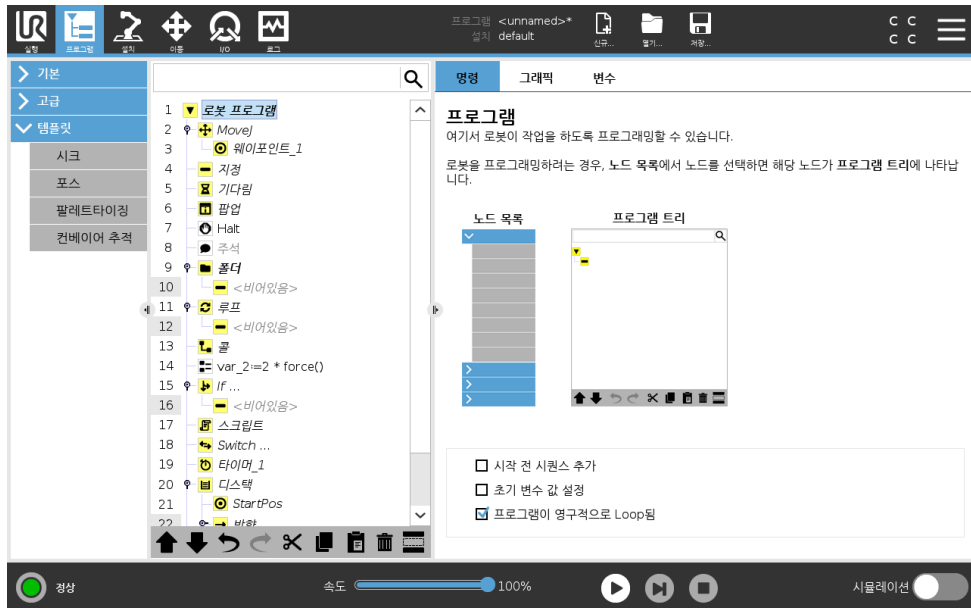 UR
실행
프로그램
설치
이동
I/O
로그
프로그램 <unnamed>*
설치 default
신규...
열기...
저장...
C C
C C
기본
고급
템플릿
시크
포스
팔레트타이징
컨베이어 추적
1 로봇 프로그램
2 MoveJ
3 웨이포인트_1
4 지정
5 기다림
6 팝업
7 Halt
8 주석
9 폴더
10 <비어있음>
11 루프
12 <비어있음>
13 콜
14 var_2:=2 * force()
15 If ...
16 <비어있음>
17 스크립트
18 Switch ...
19 타이머_1
20 디스택
21 StartPos
22 방향
명령
그래픽
변수
프로그램
여기서 로봇이 작업을 하도록 프로그래밍할 수 있습니다.
로봇을 프로그래밍하려는 경우, 노드 목록에서 노드를 선택하면 해당 노드가 프로그램 트리에 나타납
니다.
노드 목록
프로그램 트리
시작 전 시퀀스 추가
초기 변수 값 설정
프로그램이 영구적으로 Loop됨
정상
속도
100%
시뮬레이션